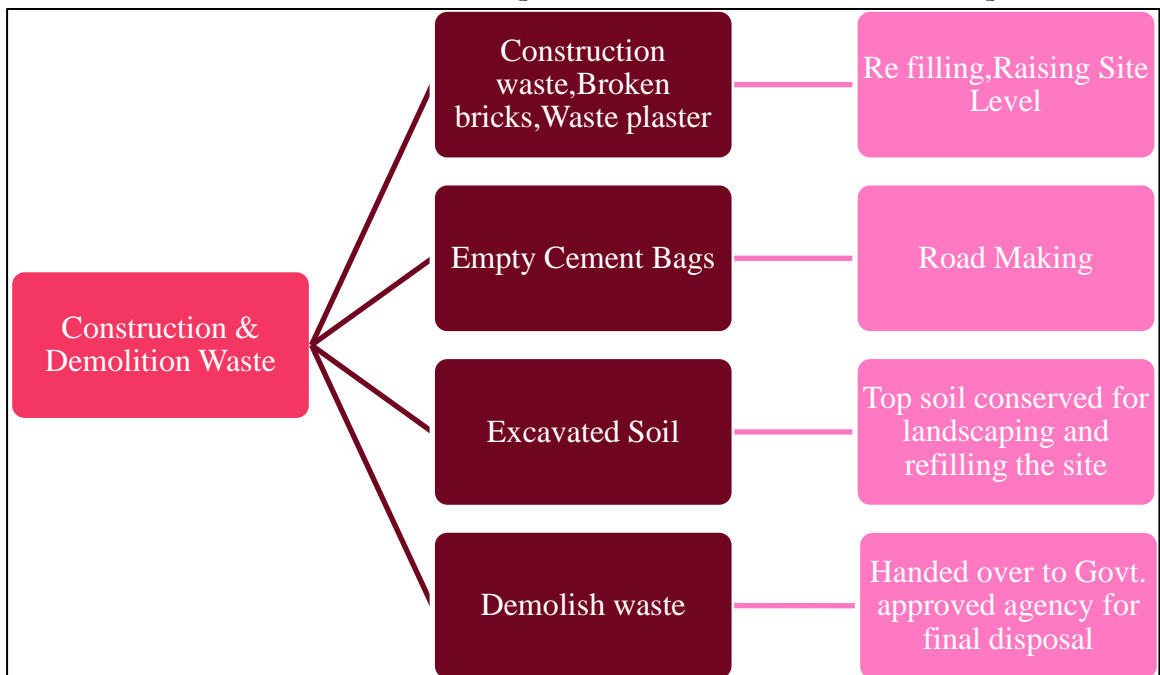 Construction &
Demolition Waste
Construction
waste,Broken
bricks,Waste plaster
Re filling,Raising Site
Level
Empty Cement Bags
Road Making
Excavated Soil
Top soil conserved for
landscaping and
refilling the site
Demolish waste
Handed over to Govt.
approved agency for
final disposal